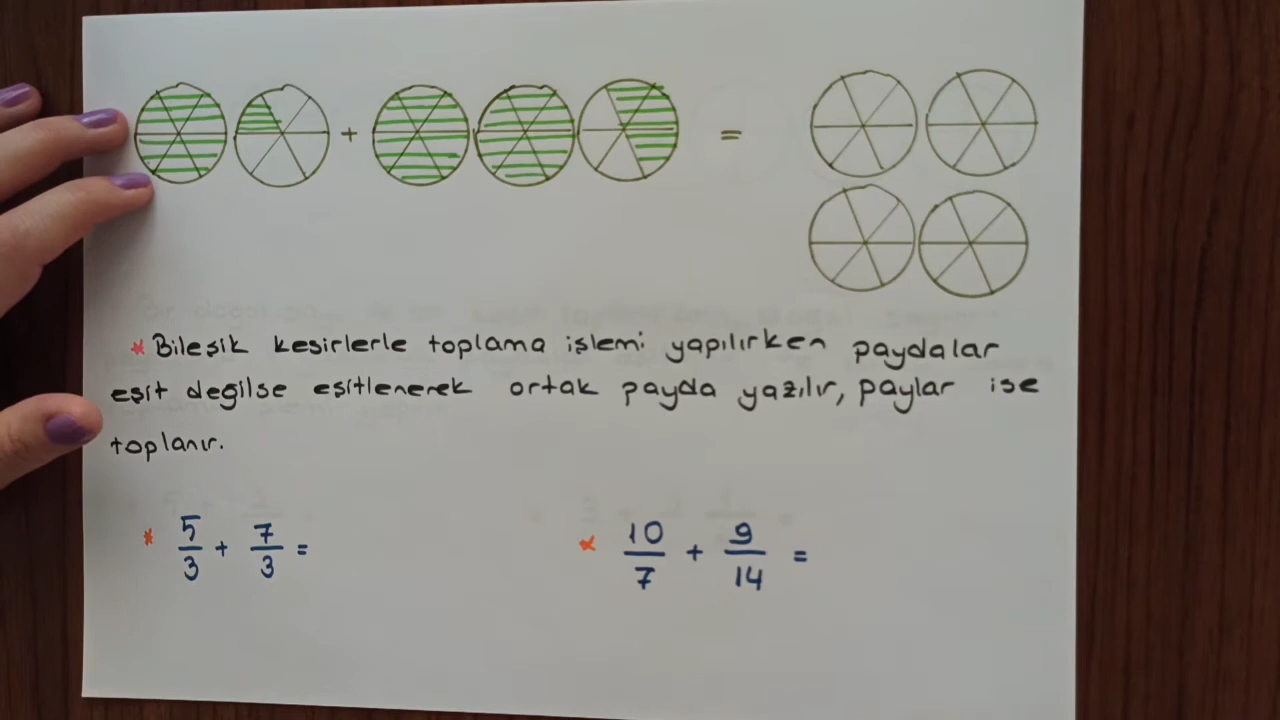 + =
* Bileşik kesirlerle toplama işlemi yapılırken paydalar
eşit değilse eşitlenerek ortak payda yazılır, paylar ise
toplanır.
* 5/3 + 7/3 =
* 10/7 + 9/14 =